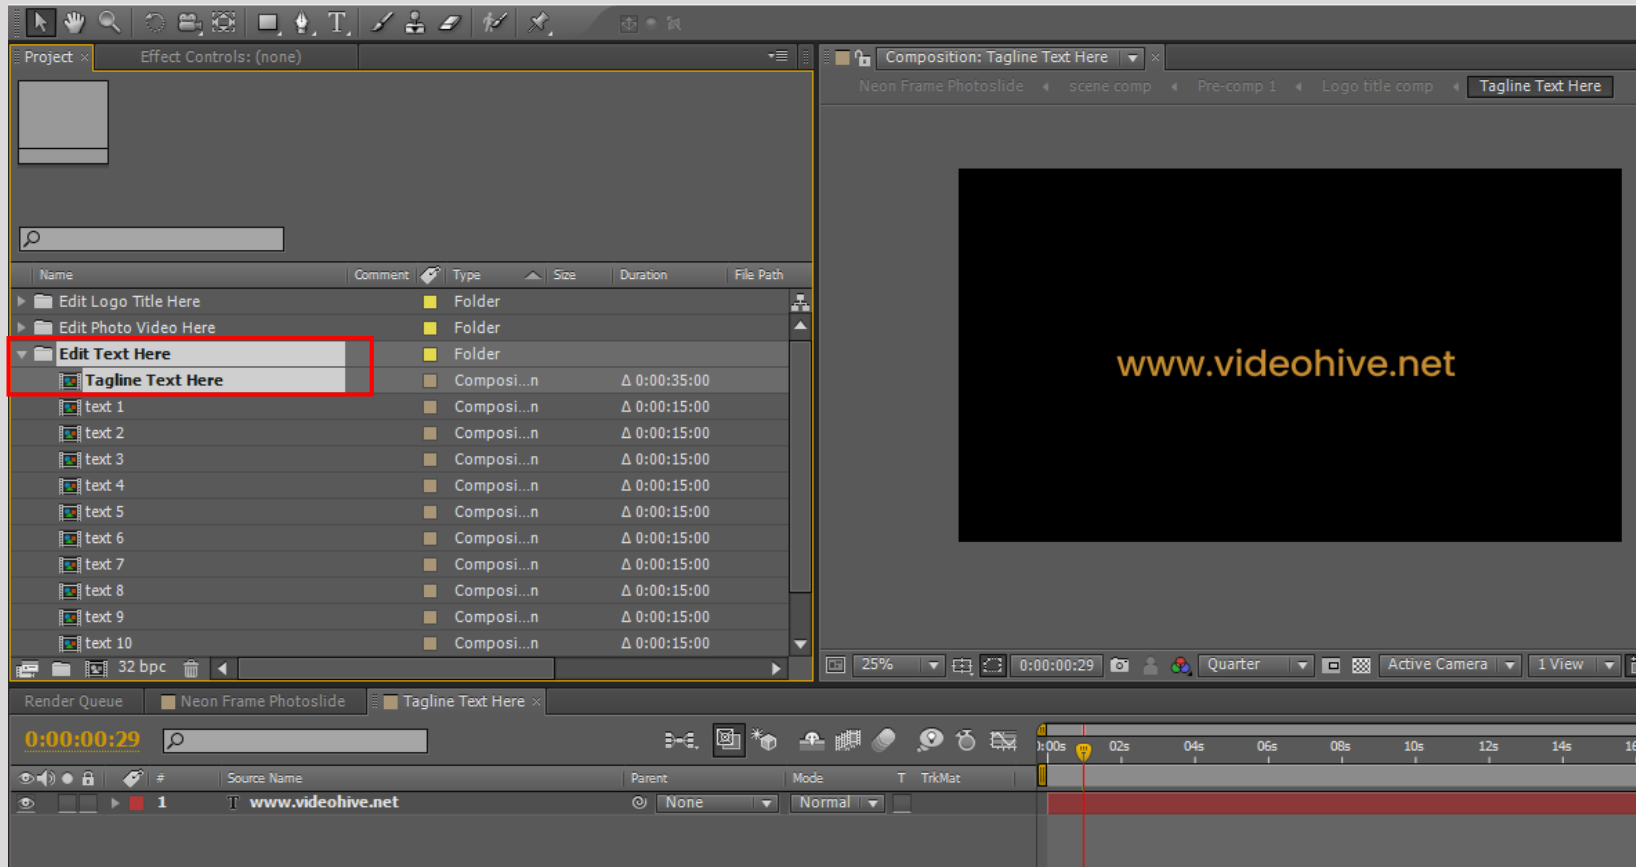 Project × Effect Controls: (none)
Composition: Tagline Text Here
Neon Frame Photoslide scene comp Pre-comp 1 Logo title comp Tagline Text Here
www.videohive.net
Name Comment Type Size Duration File Path
Edit Logo Title Here Folder
Edit Photo Video Here Folder
Edit Text Here Folder
Tagline Text Here Composi...n Δ 0:00:35:00
text 1 Composi...n Δ 0:00:15:00
text 2 Composi...n Δ 0:00:15:00
text 3 Composi...n Δ 0:00:15:00
text 4 Composi...n Δ 0:00:15:00
text 5 Composi...n Δ 0:00:15:00
text 6 Composi...n Δ 0:00:15:00
text 7 Composi...n Δ 0:00:15:00
text 8 Composi...n Δ 0:00:15:00
text 9 Composi...n Δ 0:00:15:00
text 10 Composi...n Δ 0:00:15:00
32 bpc
25% 0:00:00:29 Quarter Active Camera 1 View
Render Queue Neon Frame Photoslide Tagline Text Here ×
0:00:00:29
):00s 02s 04s 06s 08s 10s 12s 14s 16
# Source Name Parent Mode T TrkMat
1 T www.videohive.net None Normal